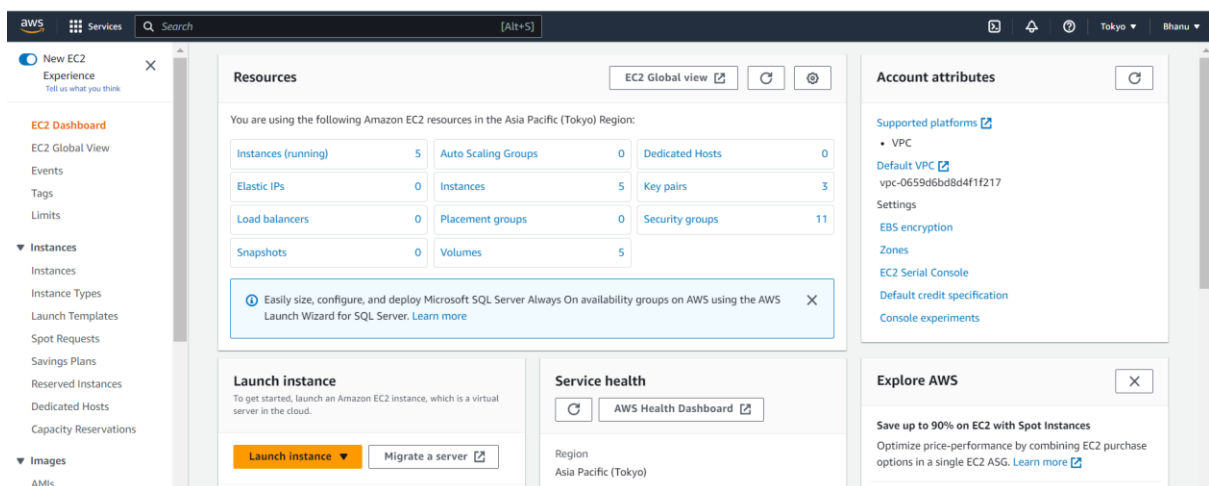 aws Services Search [Alt+S] Tokyo Bhanu
New EC2
Experience
Tell us what you think
EC2 Dashboard
EC2 Global View
Events
Tags
Limits
Instances
Instances
Instance Types
Launch Templates
Spot Requests
Savings Plans
Reserved Instances
Dedicated Hosts
Capacity Reservations
Images
AMIs
Resources
EC2 Global view
You are using the following Amazon EC2 resources in the Asia Pacific (Tokyo) Region:
Instances (running) 5 Auto Scaling Groups 0 Dedicated Hosts 0
Elastic IPs 0 Instances 5 Key pairs 3
Load balancers 0 Placement groups 0 Security groups 11
Snapshots 0 Volumes 5
Easily size, configure, and deploy Microsoft SQL Server Always On availability groups on AWS using the AWS
Launch Wizard for SQL Server. Learn more
Launch instance
To get started, launch an Amazon EC2 instance, which is a virtual
server in the cloud.
Launch instance Migrate a server
Service health
AWS Health Dashboard
Region
Asia Pacific (Tokyo)
Account attributes
Supported platforms
• VPC
Default VPC
vpc-0659d6bd8d4f1f217
Settings
EBS encryption
Zones
EC2 Serial Console
Default credit specification
Console experiments
Explore AWS
Save up to 90% on EC2 with Spot Instances
Optimize price-performance by combining EC2 purchase
options in a single EC2 ASG. Learn more